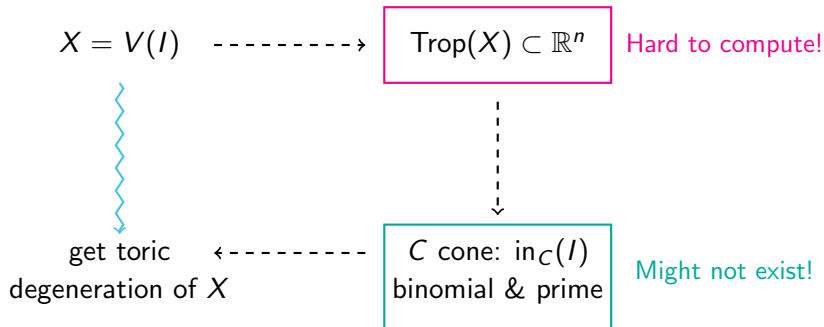 X = V(I)
Trop(X) ⊂ ℝⁿ
Hard to compute!
get toric
degeneration of X
C cone: in_C(I)
binomial & prime
Might not exist!